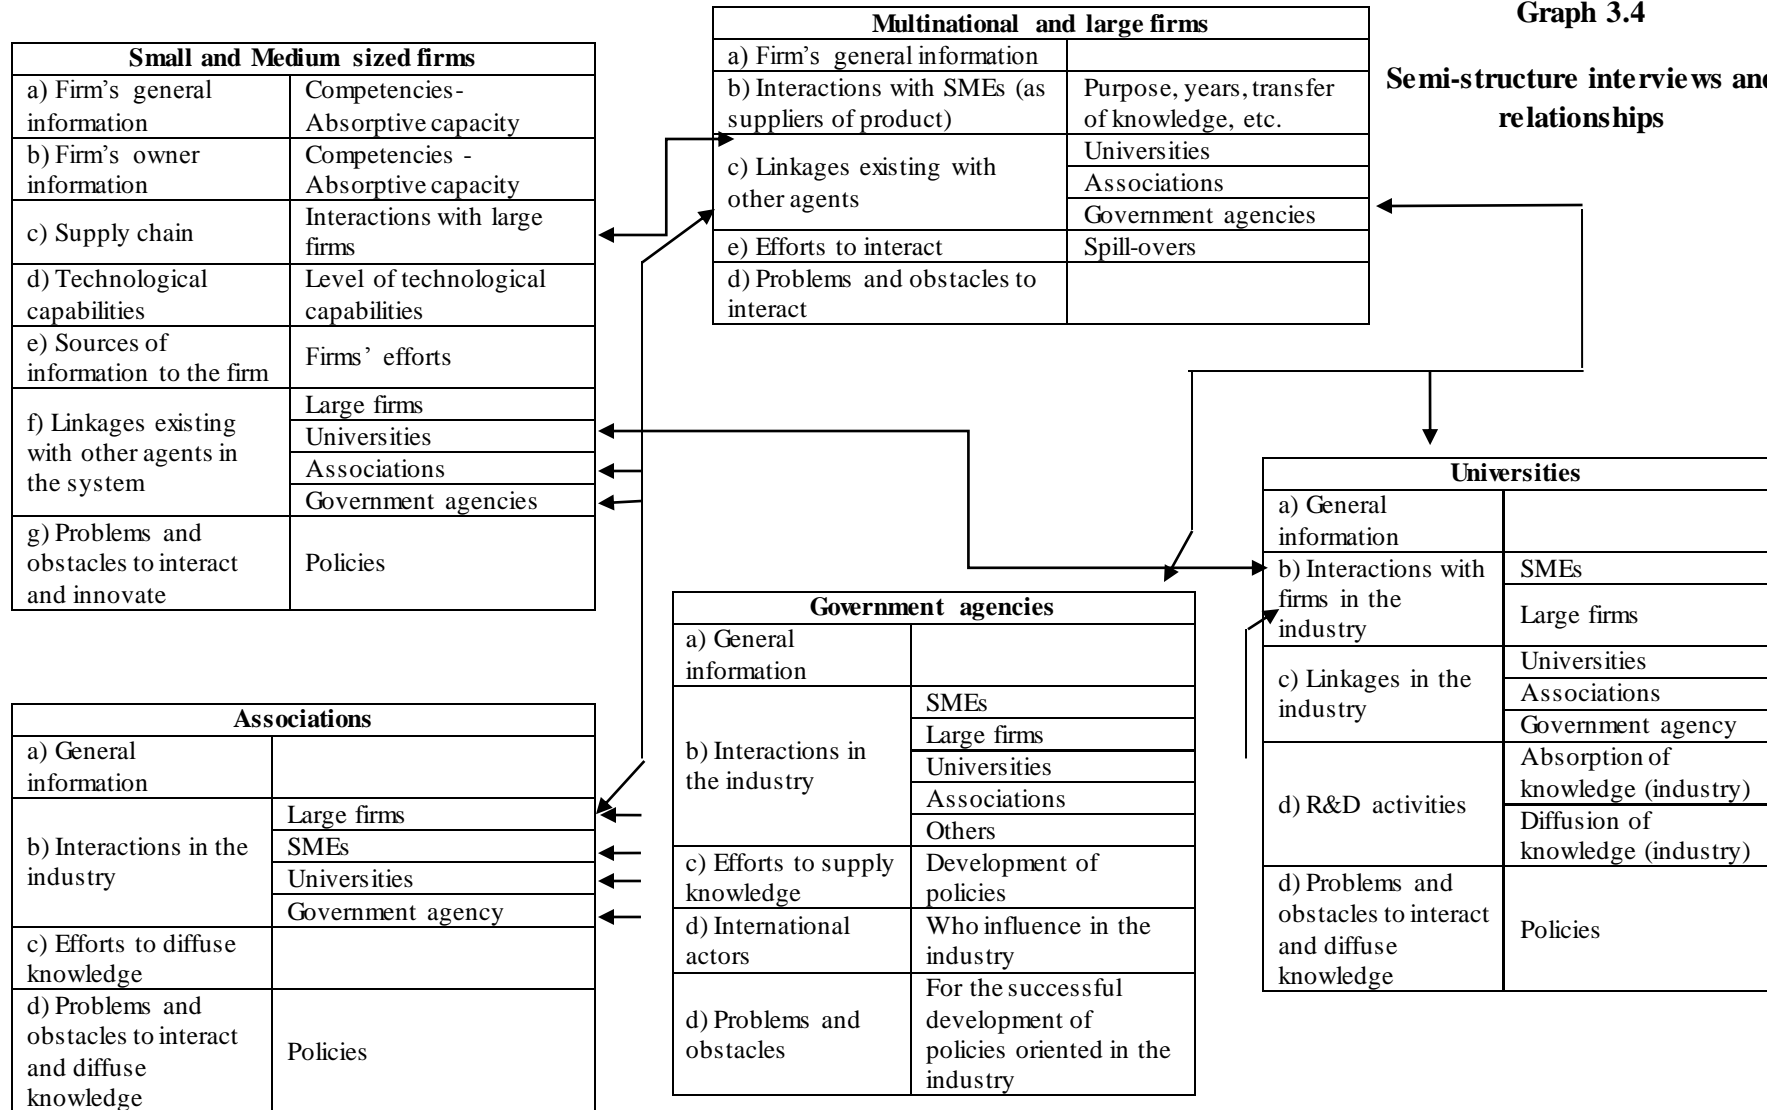 Graph 3.4
Semi-structure interviews and
relationships
Small and Medium sized firms
a) Firm's general
information
Competencies-
Absorptive capacity
b) Firm's owner
information
Competencies -
Absorptive capacity
c) Supply chain
Interactions with large
firms
d) Technological
capabilities
Level of technological
capabilities
e) Sources of
information to the firm
Firms' efforts
f) Linkages existing
with other agents in
the system
Large firms
Universities
Associations
Government agencies
g) Problems and
obstacles to interact
and innovate
Policies
Multinational and large firms
a) Firm's general information
b) Interactions with SMEs (as
suppliers of product)
Purpose, years, transfer
of knowledge, etc.
c) Linkages existing with
other agents
Universities
Associations
Government agencies
e) Efforts to interact
Spill-overs
d) Problems and obstacles to
interact
Universities
a) General
information
b) Interactions with
firms in the
industry
SMEs
Large firms
c) Linkages in the
industry
Universities
Associations
Government agency
d) R&D activities
Absorption of
knowledge (industry)
Diffusion of
knowledge (industry)
d) Problems and
obstacles to interact
and diffuse
knowledge
Policies
Government agencies
a) General
information
b) Interactions in
the industry
SMEs
Large firms
Universities
Associations
Others
c) Efforts to supply
knowledge
Development of
policies
d) International
actors
Who influence in the
industry
d) Problems and
obstacles
For the successful
development of
policies oriented in the
industry
Associations
a) General
information
b) Interactions in the
industry
Large firms
SMEs
Universities
Government agency
c) Efforts to diffuse
knowledge
d) Problems and
obstacles to interact
and diffuse
knowledge
Policies